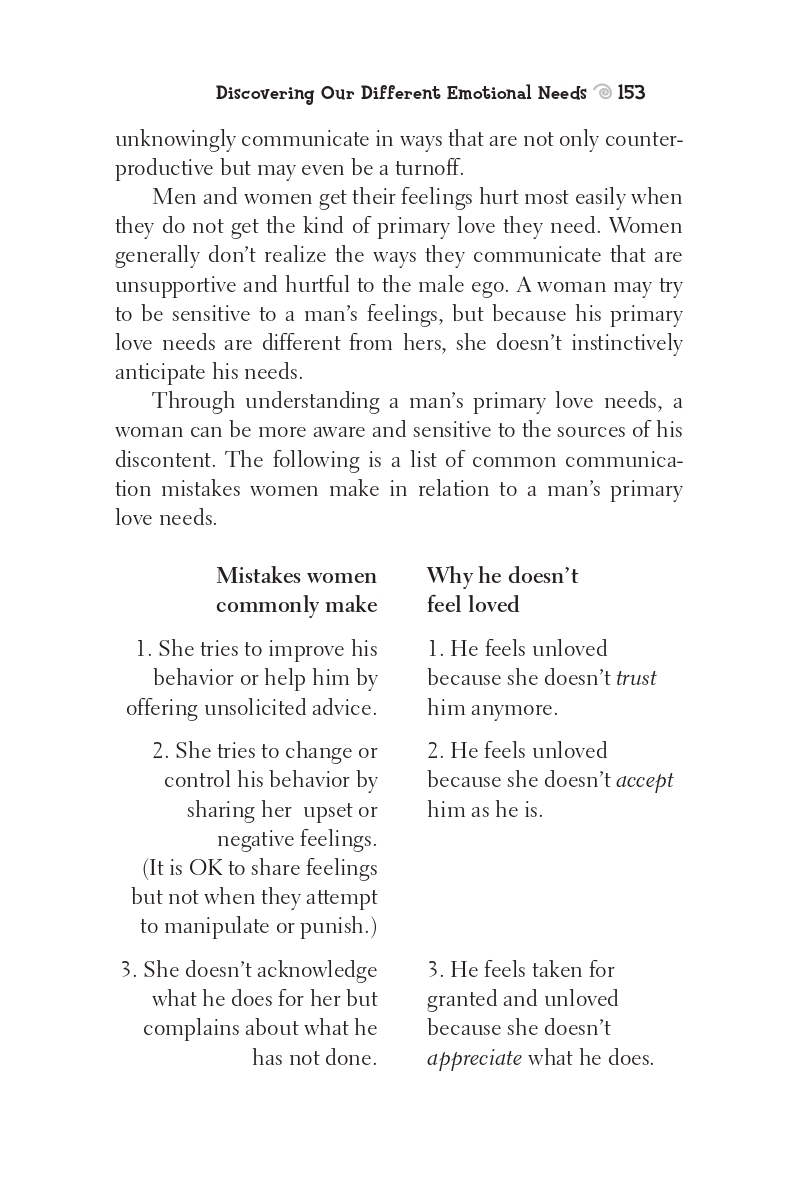 Discovering Our Different Emotional Needs 153
unknowingly communicate in ways that are not only counter-
productive but may even be a turnoff.
Men and women get their feelings hurt most easily when
they do not get the kind of primary love they need. Women
generally don't realize the ways they communicate that are
unsupportive and hurtful to the male ego. A woman may try
to be sensitive to a man's feelings, but because his primary
love needs are different from hers, she doesn't instinctively
anticipate his needs.
Through understanding a man's primary love needs, a
woman can be more aware and sensitive to the sources of his
discontent. The following is a list of common communica-
tion mistakes women make in relation to a man's primary
love needs.
Mistakes women
commonly make
Why he doesn't
feel loved
1. She tries to improve his
behavior or help him by
offering unsolicited advice.
1. He feels unloved
because she doesn't trust
him anymore.
2. She tries to change or
control his behavior by
sharing her upset or
negative feelings.
(It is OK to share feelings
but not when they attempt
to manipulate or punish.)
2. He feels unloved
because she doesn't accept
him as he is.
3. She doesn't acknowledge
what he does for her but
complains about what he
has not done.
3. He feels taken for
granted and unloved
because she doesn't
appreciate what he does.